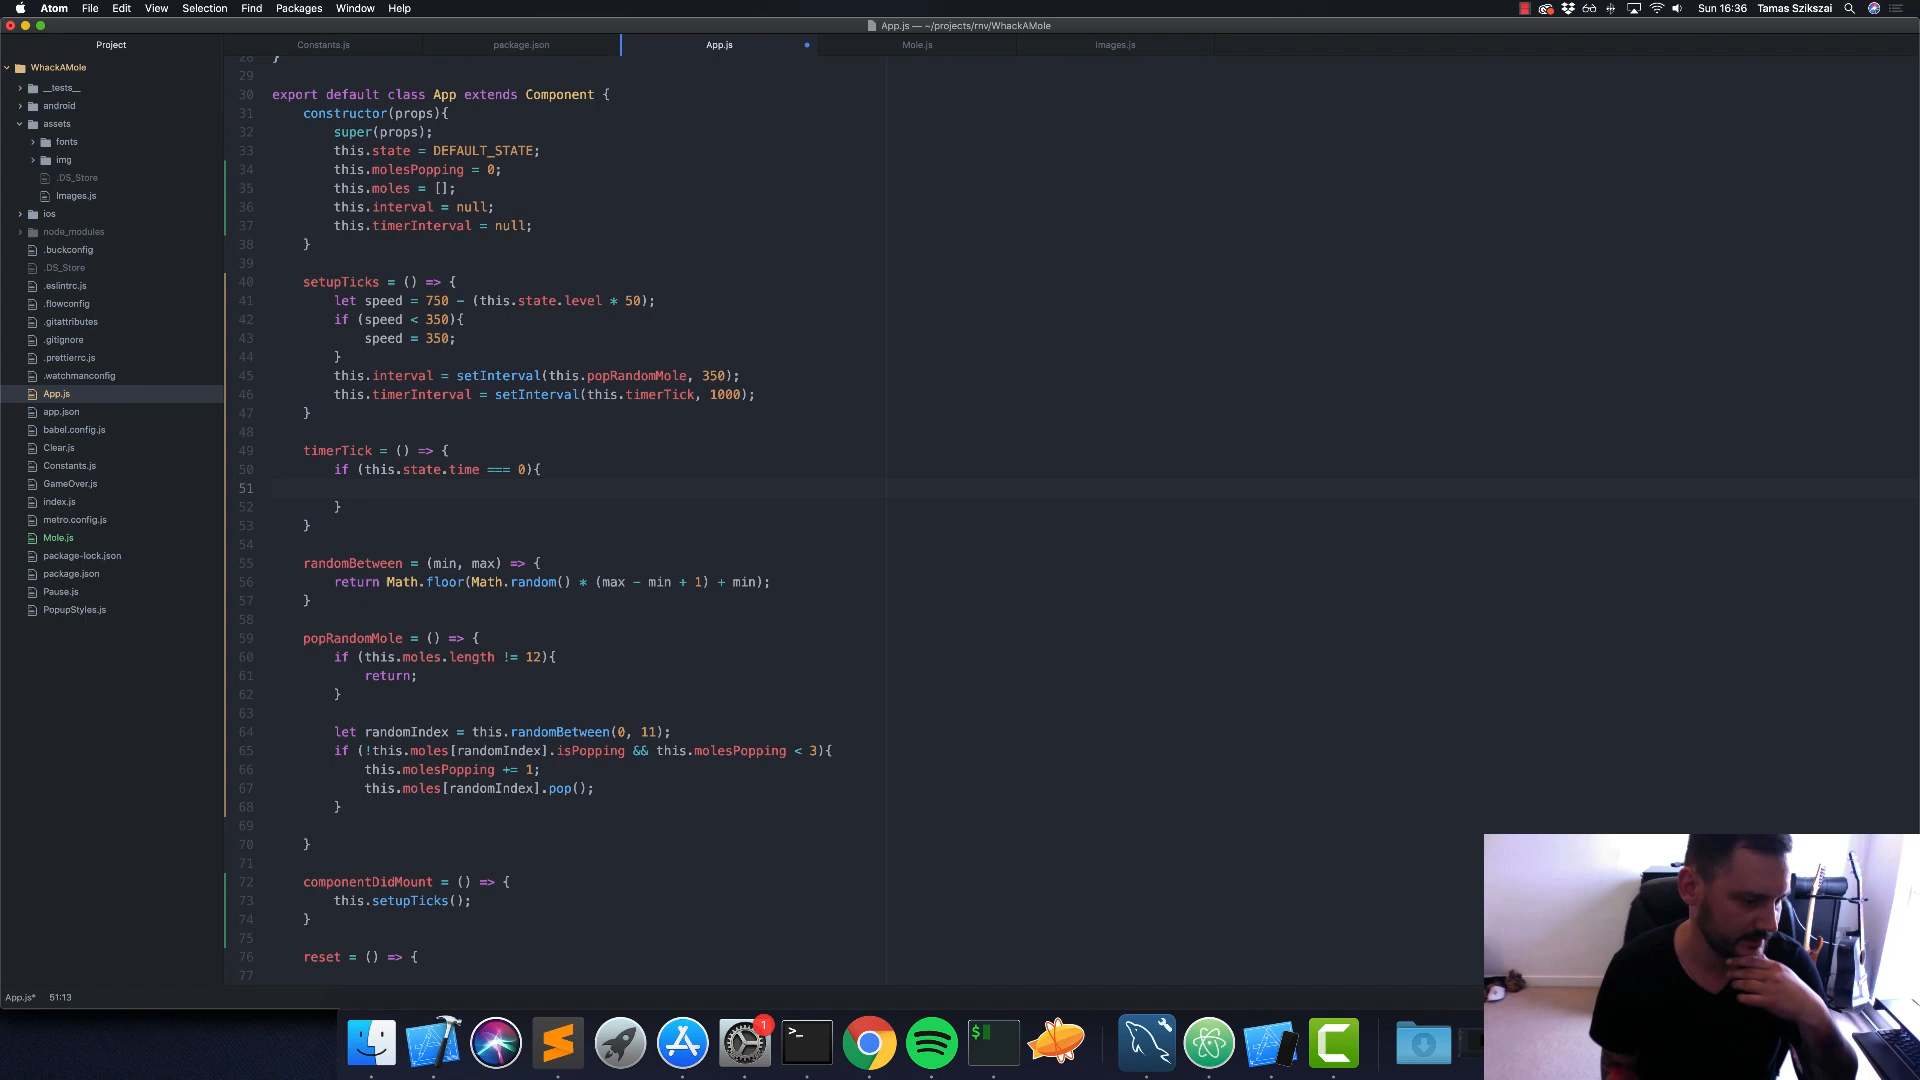 Atom File Edit View Selection Find Packages Window Help
Sun 16:36 Tamas Szikszai
App.js — ~/projects/rnv/WhackAMole
Project
Constants.js package.json App.js Mole.js Images.js
WhackAMole
__tests__
android
assets
fonts
img
.DS_Store
Images.js
ios
node_modules
.buckconfig
.DS_Store
.eslintrc.js
.flowconfig
.gitattributes
.gitignore
.prettierrc.js
.watchmanconfig
App.js
app.json
babel.config.js
Clear.js
Constants.js
GameOver.js
index.js
metro.config.js
Mole.js
package-lock.json
package.json
Pause.js
PopupStyles.js
28 }
29
30 export default class App extends Component {
31 constructor(props){
32 super(props);
33 this.state = DEFAULT_STATE;
34 this.molesPopping = 0;
35 this.moles = [];
36 this.interval = null;
37 this.timerInterval = null;
38 }
39
40 setupTicks = () => {
41 let speed = 750 - (this.state.level * 50);
42 if (speed < 350){
43 speed = 350;
44 }
45 this.interval = setInterval(this.popRandomMole, 350);
46 this.timerInterval = setInterval(this.timerTick, 1000);
47 }
48
49 timerTick = () => {
50 if (this.state.time === 0){
51
52 }
53 }
54
55 randomBetween = (min, max) => {
56 return Math.floor(Math.random() * (max - min + 1) + min);
57 }
58
59 popRandomMole = () => {
60 if (this.moles.length != 12){
61 return;
62 }
63
64 let randomIndex = this.randomBetween(0, 11);
65 if (!this.moles[randomIndex].isPopping && this.molesPopping < 3){
66 this.molesPopping += 1;
67 this.moles[randomIndex].pop();
68 }
69
70 }
71
72 componentDidMount = () => {
73 this.setupTicks();
74 }
75
76 reset = () => {
77
App.js* 51:13
1
>_
$